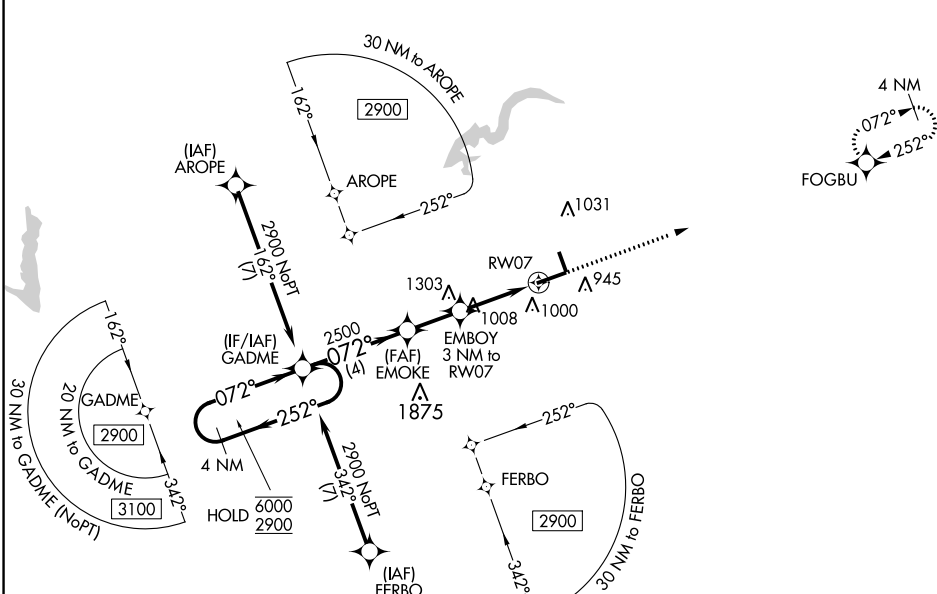 30 NM to AROPE
162°
2900
AROPE
252°
4 NM
072°
252°
FOGBU
(IAF)
AROPE
2900 NoPT
162°
(7)
1031
RW07
945
1000
1303
1008
EMBOY
3 NM to
RW07
(IF/IAF)
GADME
2500
072°
(4)
(FAF)
EMOKE
1875
072°
252°
4 NM
HOLD
6000
2900
162°
GADME
2900
342°
3100
20 NM to GADME
30 NM to GADME (NoPT)
2900 NoPT
342°
(7)
(IAF)
FERBO
252°
FERBO
2900
342°
30 NM to FERBO